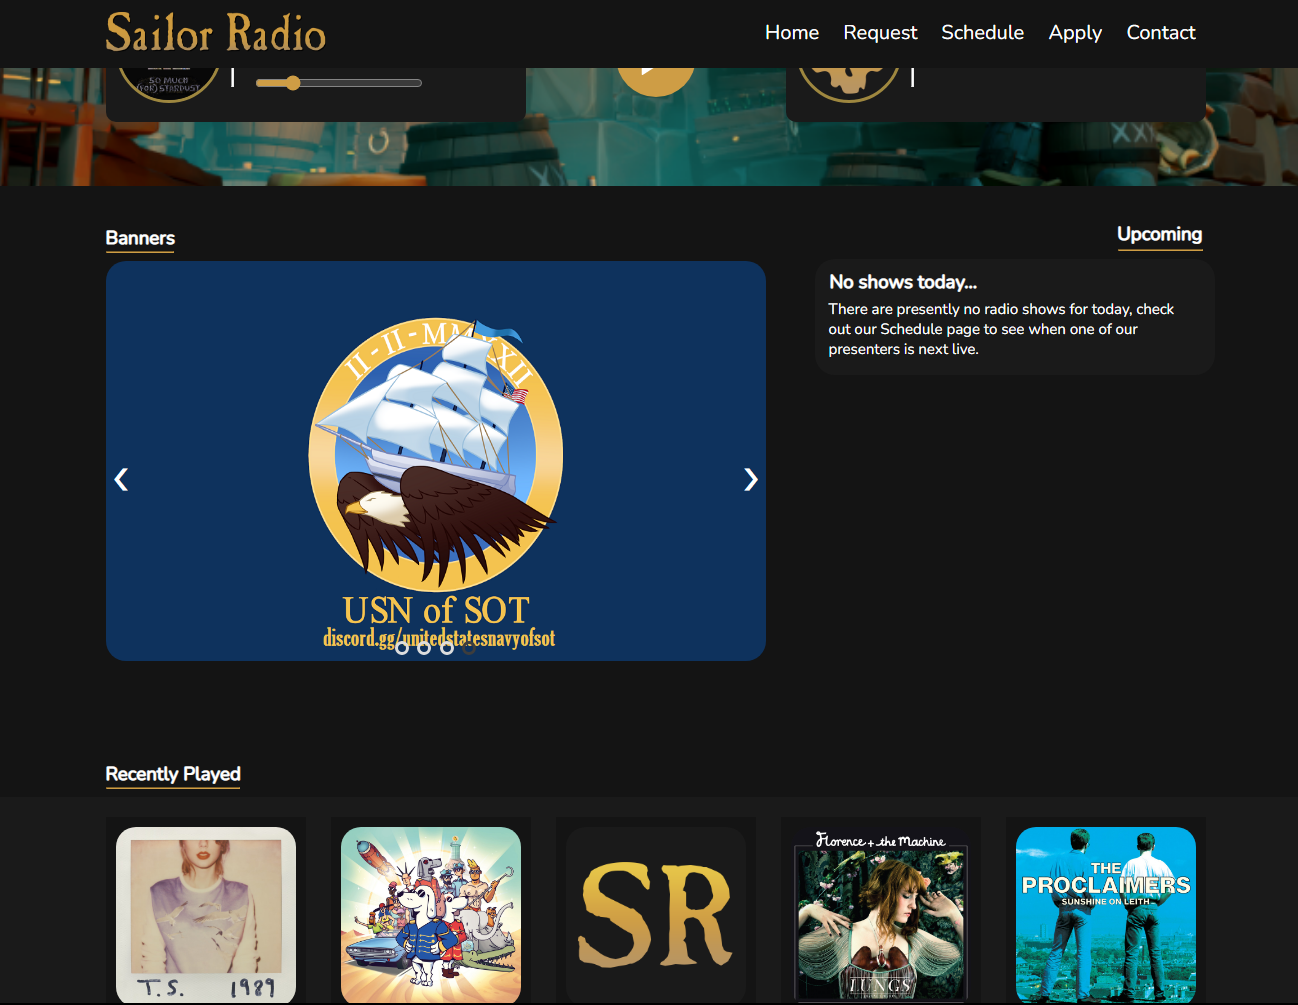 Sailor Radio
Home Request Schedule Apply Contact
SO MUCH
(FOR) STARDUST
Banners
Upcoming
No shows today...
There are presently no radio shows for today, check
out our Schedule page to see when one of our
presenters is next live.
II-II-MM XII
USN of SOT
discord.gg/unitedstatesnavyofsot
Recently Played
T.S. 1989
SR
Florence + the Machine
LUNGS
THE
PROCLAIMERS
SUNSHINE ON LEITH